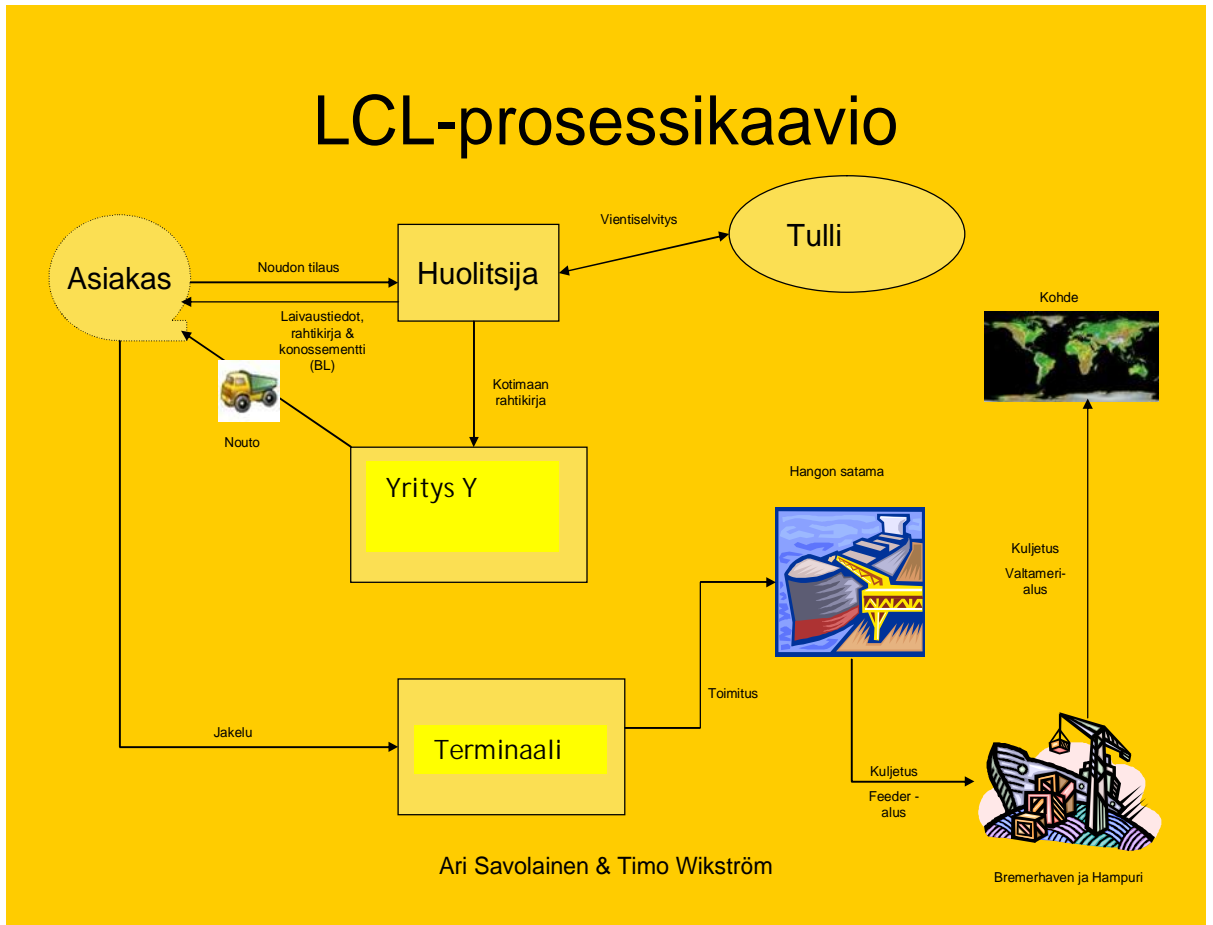 LCL-prosessikaavio
Vientiselvitys
Tulli
Asiakas
Noudon tilaus
Huolitsija
Laivaustiedot,
rahtikirja &
konossementti
(BL)
Kohde
Kotimaan
rahtikirja
Nouto
Yritys Y
Hangon satama
Kuljetus
Valtameri-
alus
Toimitus
Jakelu
Terminaali
Kuljetus
Feeder -
alus
Ari Savolainen & Timo Wikström
Bremerhaven ja Hampuri